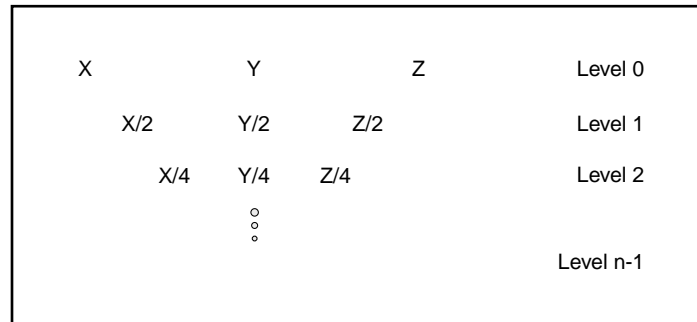 X Y Z Level 0
X/2 Y/2 Z/2 Level 1
X/4 Y/4 Z/4 Level 2
Level n-1